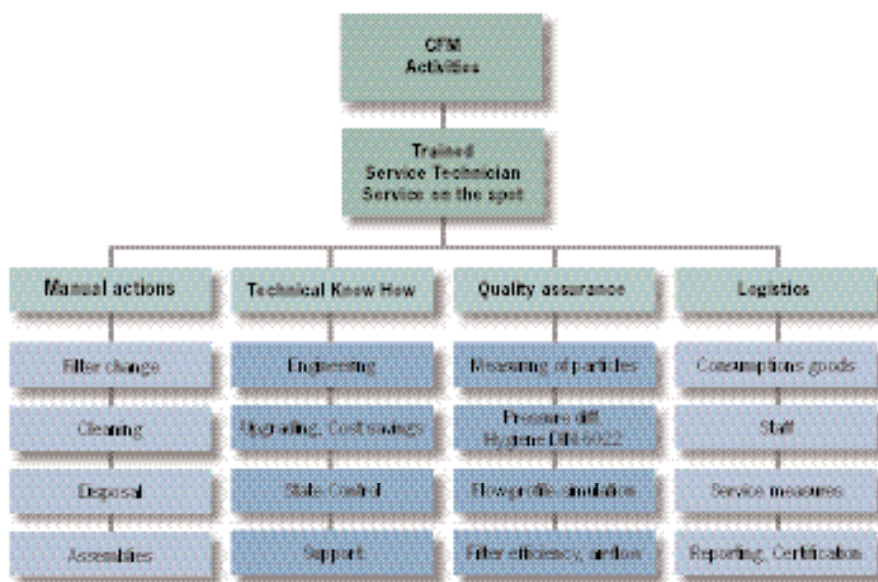 CFM
Activities
Trained
Service Technician
Service on the spot
Manual actions
Technical Know How
Quality assurance
Logistics
Filter change
Engineering
Measuring of particles
Consumptions goods
Cleaning
Upgrading, Cost savings
Pressure diff.
Hygiene DIN 6022
Staff
Disposal
State Control
Flow-profile simulation
Service measures
Assemblies
Support
Filter efficiency, airflow
Reporting, Certification